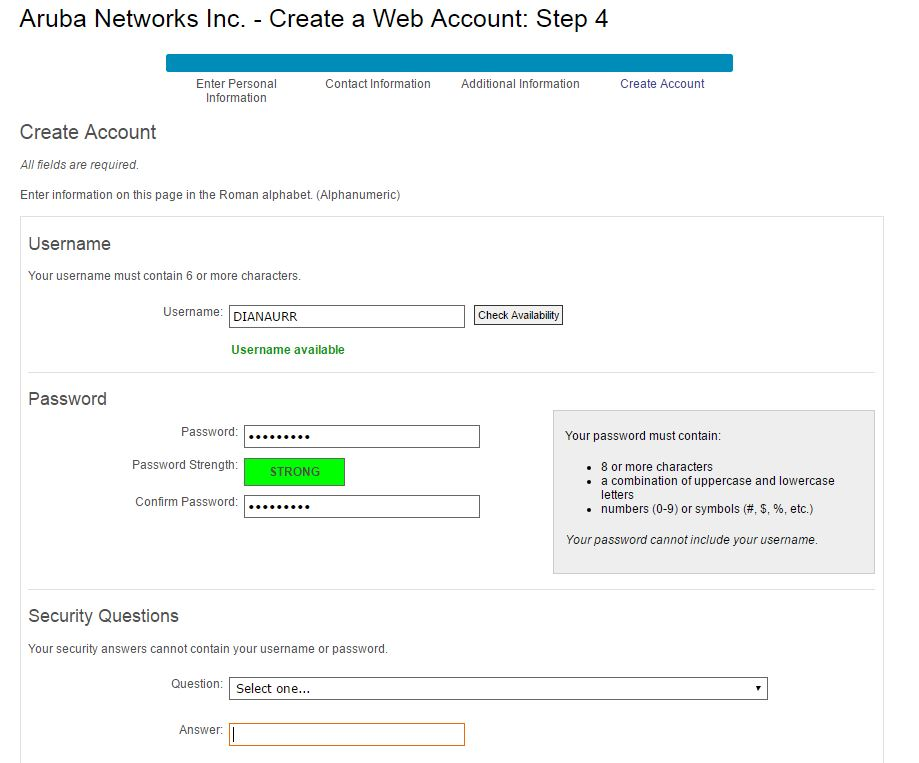 Aruba Networks Inc. - Create a Web Account: Step 4
Enter Personal Information
Contact Information
Additional Information
Create Account
Create Account
All fields are required.
Enter information on this page in the Roman alphabet. (Alphanumeric)
Username
Your username must contain 6 or more characters.
Username: DIANAURR Check Availability
Username available
Password
Password: •••••••••
Password Strength: STRONG
Confirm Password: •••••••••
Your password must contain:
• 8 or more characters
• a combination of uppercase and lowercase
letters
• numbers (0-9) or symbols (#, $, %, etc.)
Your password cannot include your username.
Security Questions
Your security answers cannot contain your username or password.
Question: Select one...
Answer: